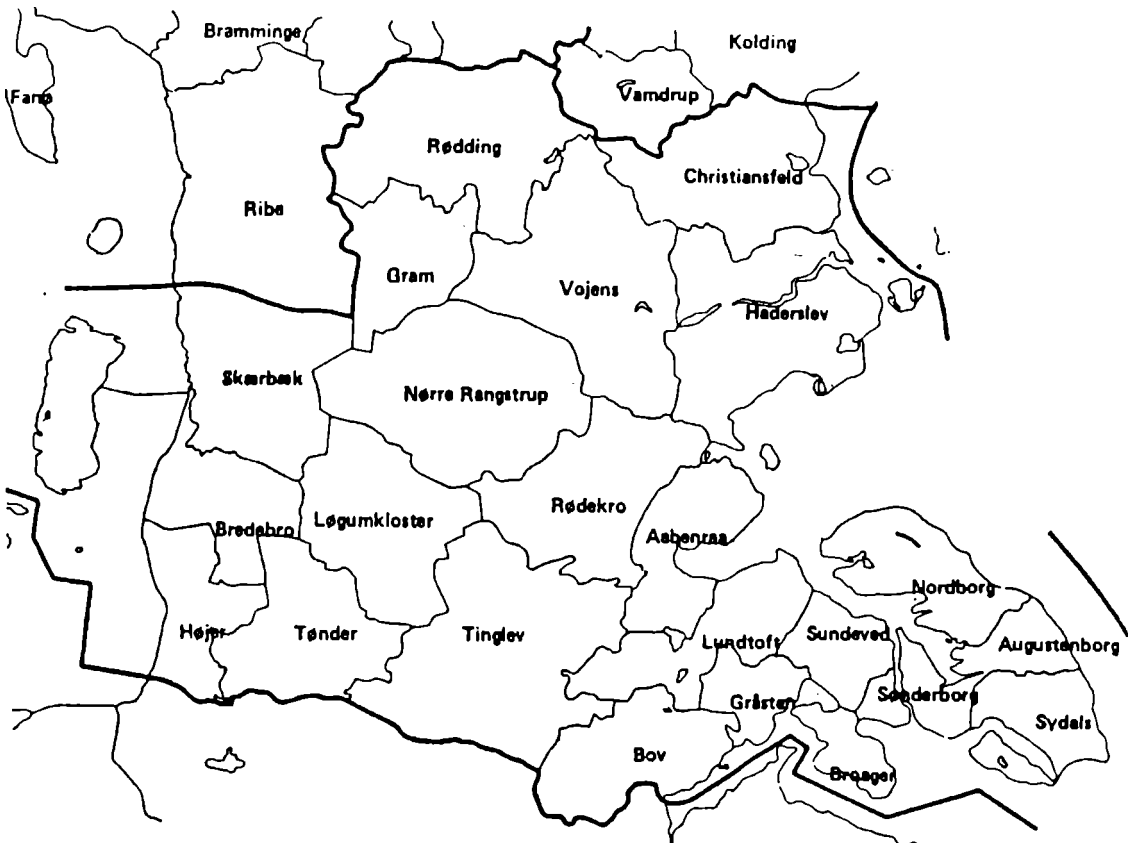 Bramminge
Kolding
Fanø
Vamdrup
Rødding
Christiansfeld
Ribe
Gram
Vojens
Haderslev
Skærbæk
Nørre Rangstrup
Bredebro
Løgumkloster
Rødekro
Aabenraa
Nordborg
Højer
Tønder
Tinglev
Lundtoft
Sundeved
Augustenborg
Gråsten
Sønderborg
Sydals
Bov
Broager